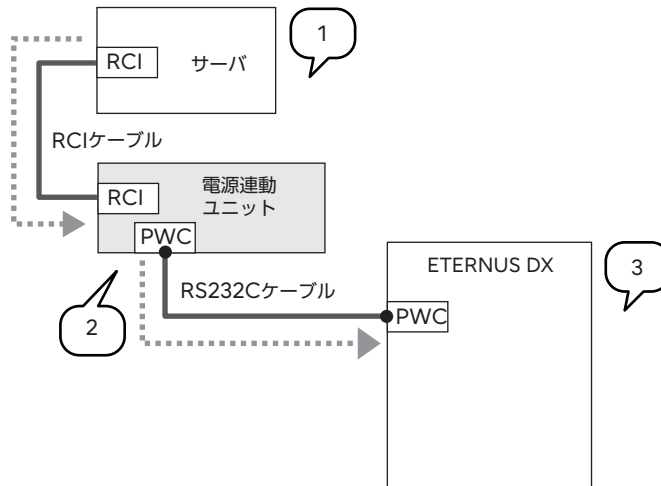 1
RCI
サーバ
RCIケーブル
RCI
電源連動
ユニット
PWC
ETERNUS DX
3
RS232Cケーブル
2
PWC